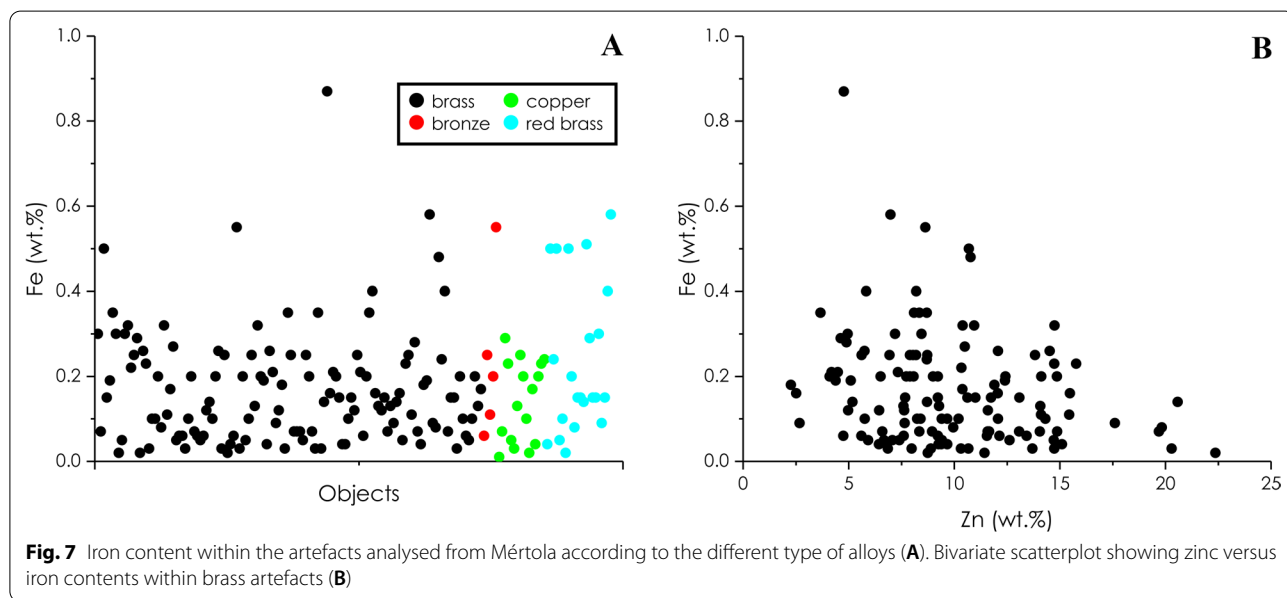 A
1.0
0.8
0.6
0.4
0.2
0.0
Fe (wt.%)
Objects
brass
copper
bronze
red brass
B
1.0
0.8
0.6
0.4
0.2
0.0
Fe (wt.%)
0
5
10
15
20
25
Zn (wt.%)
Fig. 7 Iron content within the artefacts analysed from Mértola according to the different type of alloys (A). Bivariate scatterplot showing zinc versus
iron contents within brass artefacts (B)